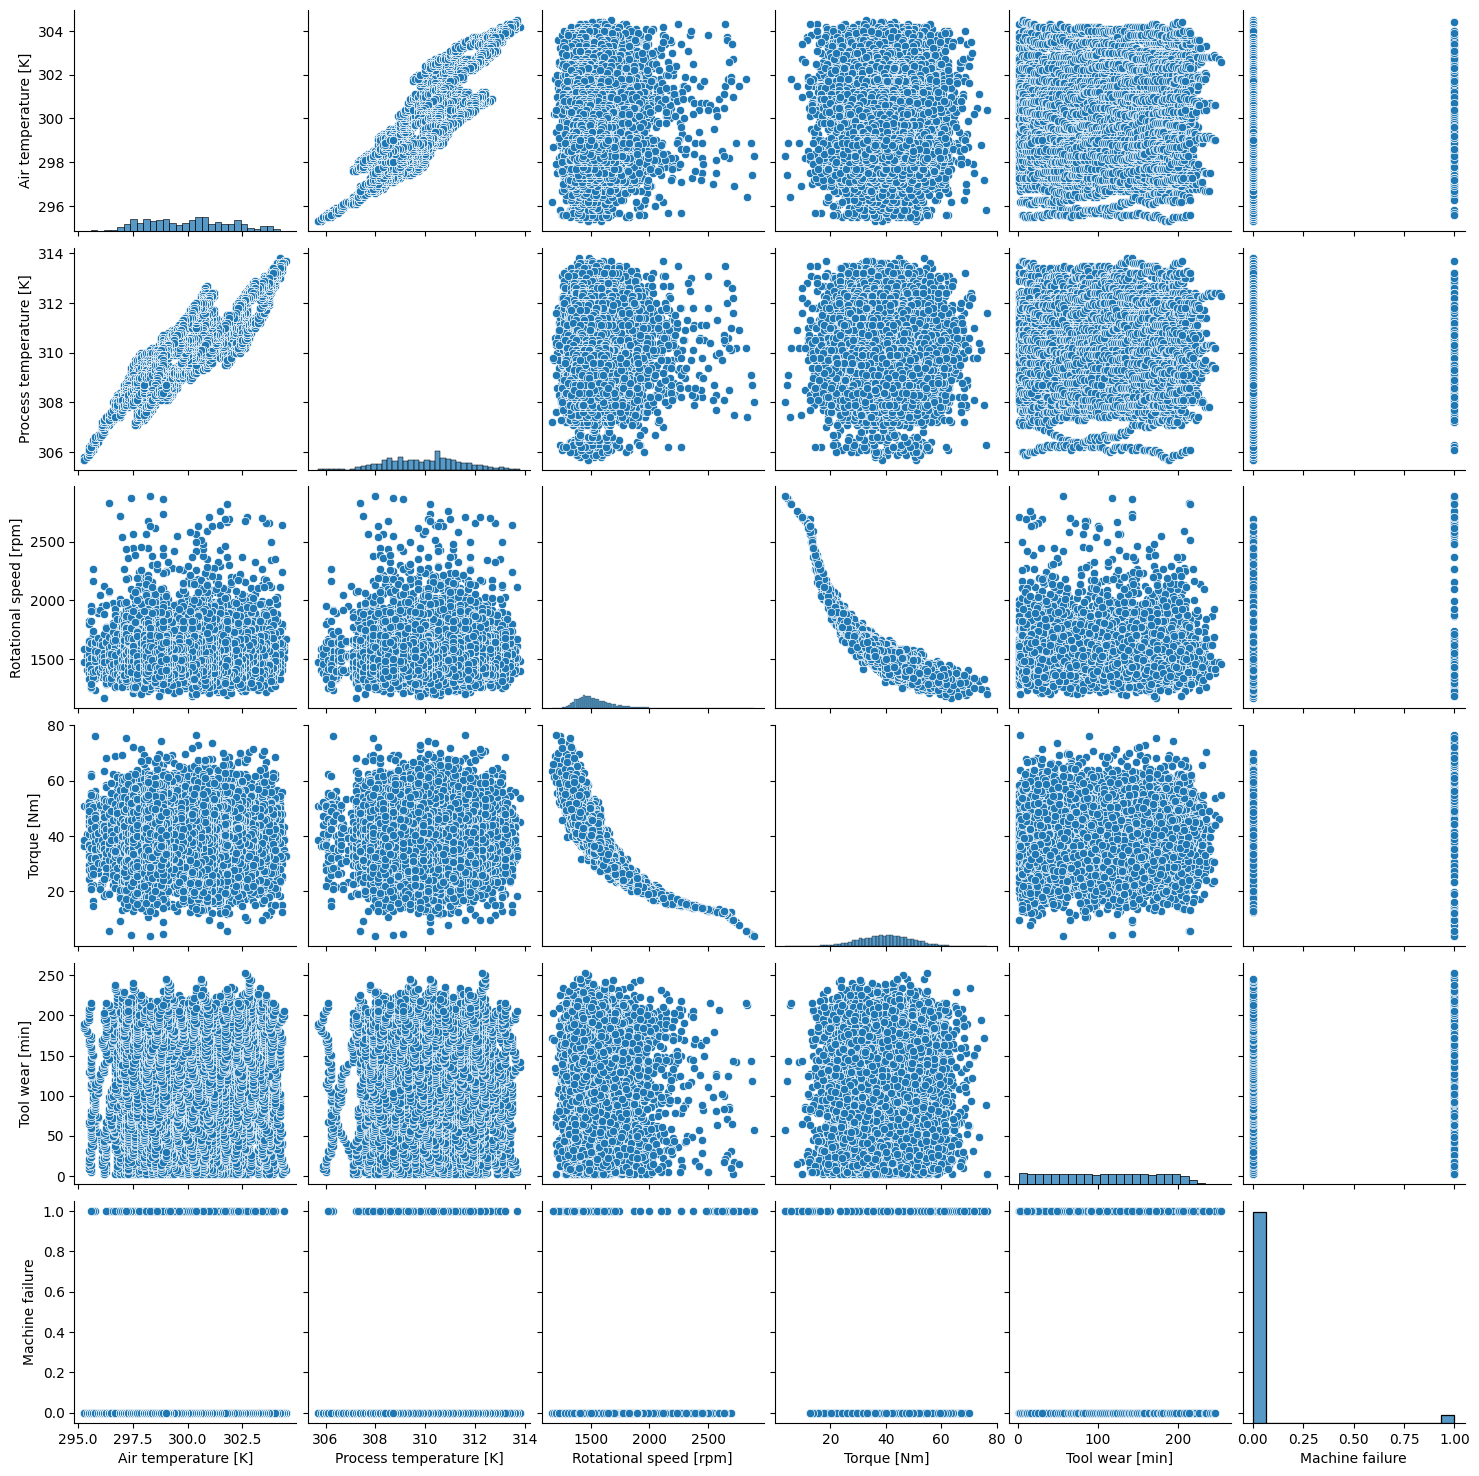 304
302
300
298
296
Air temperature [K]
314
312
310
308
306
Process temperature [K]
2500
2000
1500
Rotational speed [rpm]
80
60
40
20
Torque [Nm]
250
200
150
100
50
0
Tool wear [min]
1.0
0.8
0.6
0.4
0.2
0.0
Machine failure
295.0 297.5 300.0 302.5
Air temperature [K]
306 308 310 312 314
Process temperature [K]
1500 2000 2500
Rotational speed [rpm]
20 40 60 80
Torque [Nm]
0 100 200
Tool wear [min]
0.00 0.25 0.50 0.75 1.00
Machine failure